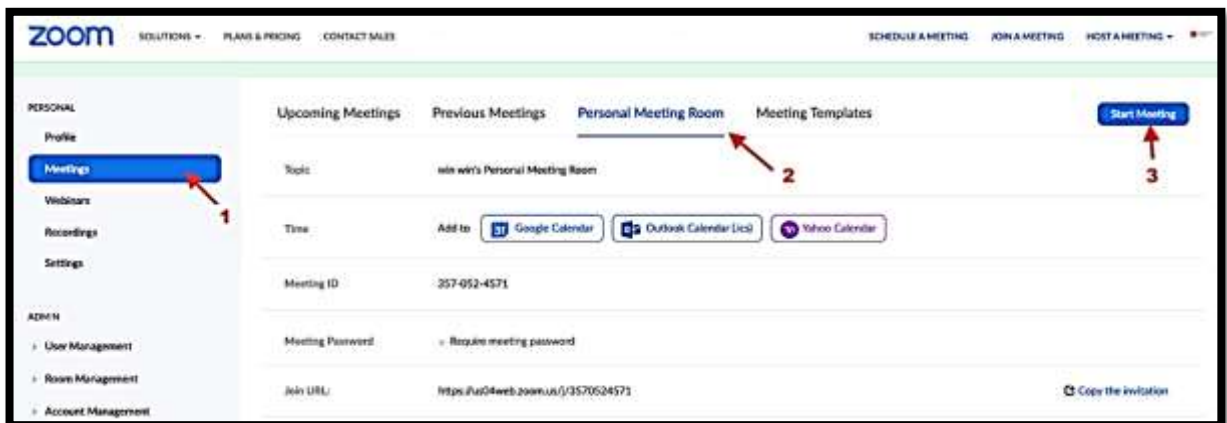 zoom SOLUTIONS PLANS & PRICING CONTACT SALES SCHEDULE A MEETING JOIN A MEETING HOST A MEETING
PERSONAL
Profile
Meetings
Webinars
Recordings
Settings
ADMIN
User Management
Room Management
Account Management
Upcoming Meetings Previous Meetings Personal Meeting Room Meeting Templates Start Meeting
1
2
3
Topic win win's Personal Meeting Room
Time Add to 31 Google Calendar Outlook Calendar (.ics) Yahoo Calendar
Meeting ID 357-052-4571
Meeting Password Require meeting password
Join URL: https://us04web.zoom.us/j/3570524571 Copy the invitation